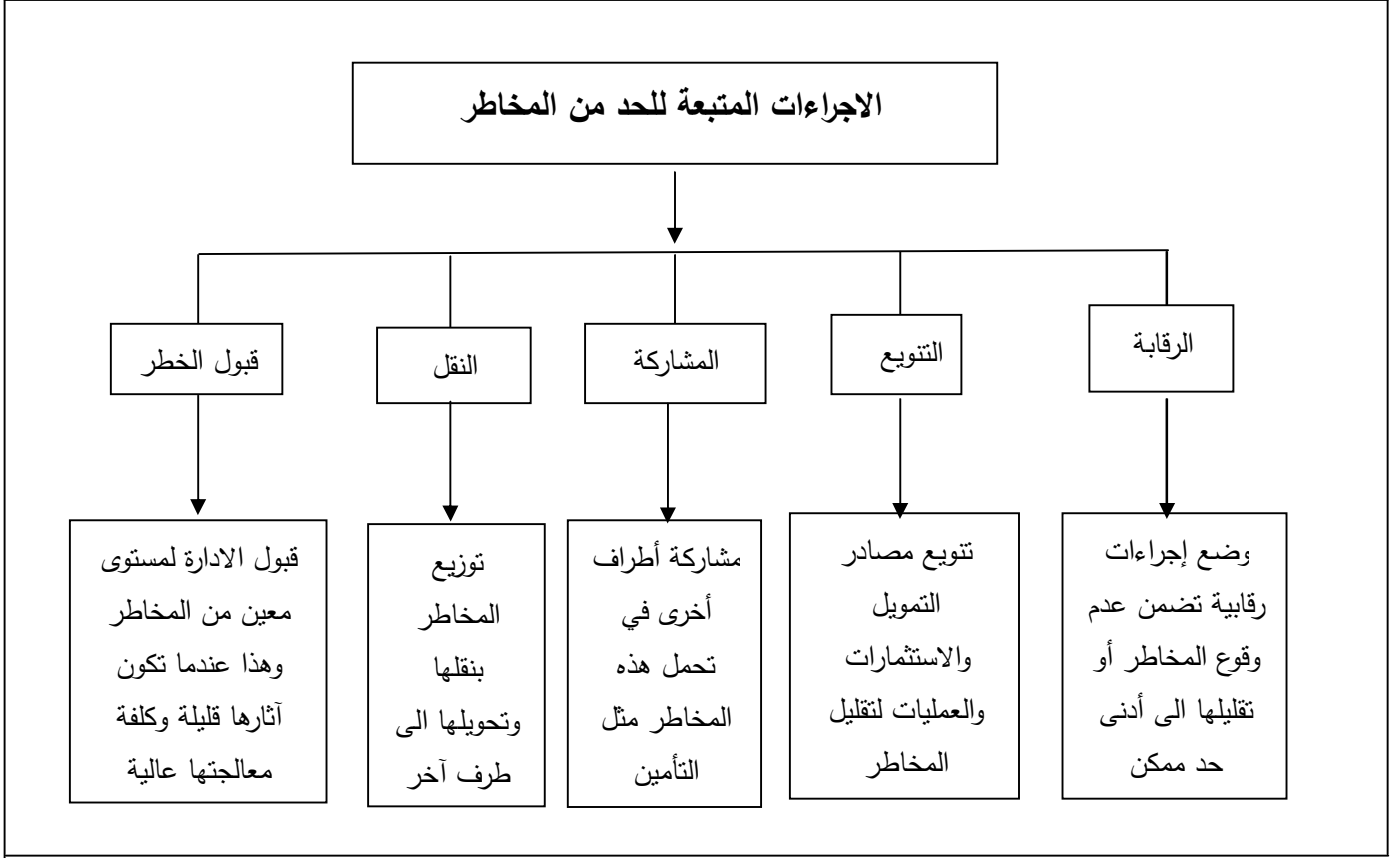 الاجراءات المتبعة للحد من المخاطر
الرقابة
التنويع
المشاركة
النقل
قبول الخطر
وضع إجراءات
رقابية تضمن عدم
وقوع المخاطر أو
تقليلها الى أدنى
حد ممكن
تنويع مصادر
التمويل
والاستثمارات
والعمليات لتقليل
المخاطر
مشاركة أطراف
أخرى في
تحمل هذه
المخاطر مثل
التأمين
توزيع
المخاطر
بنقلها
وتحويلها الى
طرف آخر
قبول الادارة لمستوى
معين من المخاطر
وهذا عندما تكون
آثارها قليلة وكلفة
معالجتها عالية